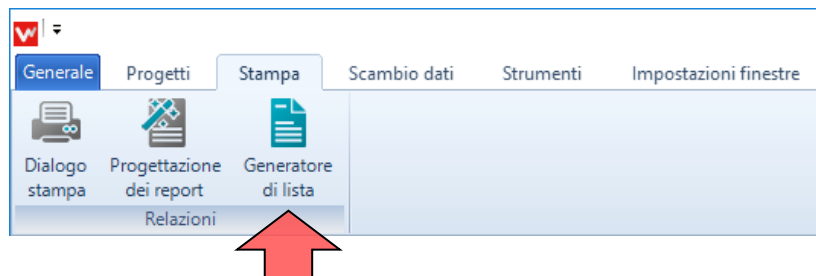 Generale Progetti Stampa Scambio dati Strumenti Impostazioni finestre
Dialogo Progettazione Generatore
stampa dei report di lista
Relazioni